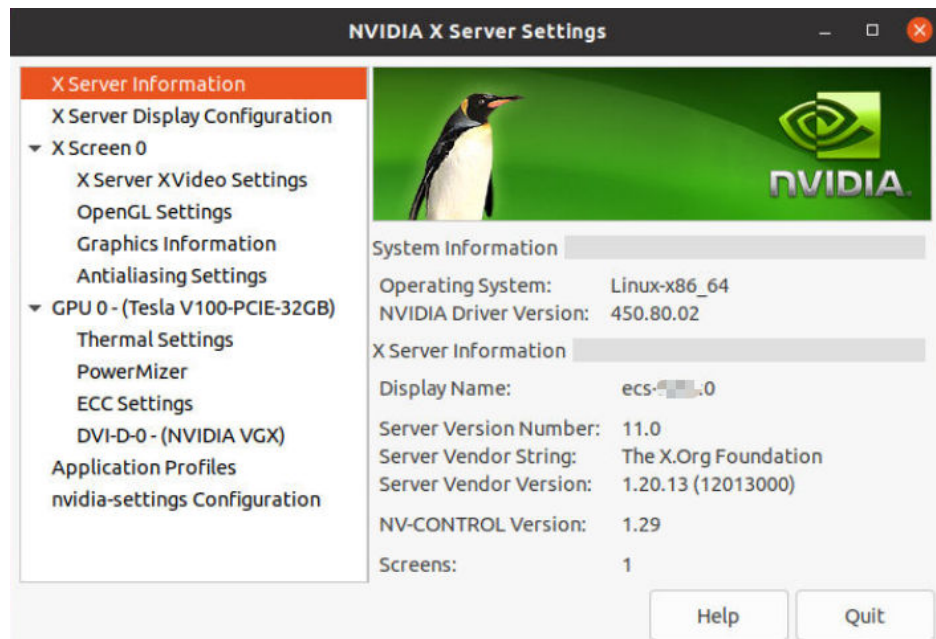 NVIDIA X Server Settings
X Server Information
X Server Display Configuration
X Screen 0
X Server XVideo Settings
OpenGL Settings
Graphics Information
Antialiasing Settings
GPU 0 - (Tesla V100-PCIE-32GB)
Thermal Settings
PowerMizer
ECC Settings
DVI-D-0 - (NVIDIA VGX)
Application Profiles
nvidia-settings Configuration
NVIDIA.
System Information
Operating System: Linux-x86_64
NVIDIA Driver Version: 450.80.02
X Server Information
Display Name: ecs- :0
Server Version Number: 11.0
Server Vendor String: The X.Org Foundation
Server Vendor Version: 1.20.13 (12013000)
NV-CONTROL Version: 1.29
Screens: 1
Help Quit